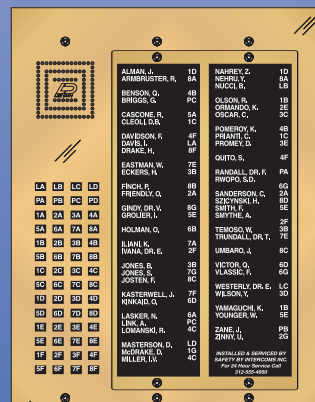 ALMAN, J. 1D
ARMBRUSTER, R, 8A
BENSON, Q. 4B
BRIGGS, G. PC
CASCONE, R. 5A
CLEOLI, D,B, 1C
DAVIDSON, F, 4F
DAVIS, I. LA
DRAKE, H, 8F
EASTMAN, W, 7E
ECKERS, H. 3B
FINCH, P, 8B
FRIENDLY, O, 2A
GINDY, DR, V, 8G
GROLIER, I. 5E
HOLMAN, O, 6B
ILIANI, K, 7A
IVANA, DR, E. 2F
JONES, B, 3B
JONES, S, 7G
JOSTEN, F, 8C
KASTERWELL, J. 7F
KINKAID, O, 6D
LASKER, N, 6A
LINK, A. PC
LOMANSKI, R, 4C
MASTERSON, D, LD
McDRAKE, D. 1G
MILLER, I.V, 4C
NAHREY, Z, 1D
NEHRU, Y, 8A
NUCCI, B, LB
OLSON, R, 1B
ORMANDO, K. 2E
OSCAR, C, 3C
POMEROY, K. 4B
PRIANTI, C, 1C
PROMEY, D. 3E
QUITO, S, 4F
RANDALL, DR, F PA
RWOPO, S.D.
6G
SANDERSON, C, 2A
SZICYNSKI, H, 8D
SMITH, F, 5E
SMYTHE, A.
2F
TEMOSO, W, 3B
TRUNDALL, DR, T, 7E
UMBARO, J, 8C
VICTOR, Q, 6D
VLASSIC, F, 6G
WESTERLY, DR, E. LC
WILSON, Y, 3D
YAMAGUCHI, K, 1B
YOUNGER, W, 5E
ZANE, J, PB
ZINNY, U, 2G
INSTALLED & SERVICED BY
SAFETY BY INTERCOMS INC.
For 24 Hour Service Call
312-555-4950
LA LB LC LD
PA PB PC PD
1A 2A 3A 4A
5A 6A 7A 8A
1B 2B 3B 4B
5B 6B 7B 8B
1C 2C 3C 4C
5C 6C 7C 8C
1D 2D 3D 4D
5D 6D 7D 8D
1E 2E 3E 4E
5E 6E 7E 8E
1F 2F 3F 4F
5F 6F 7F 8F